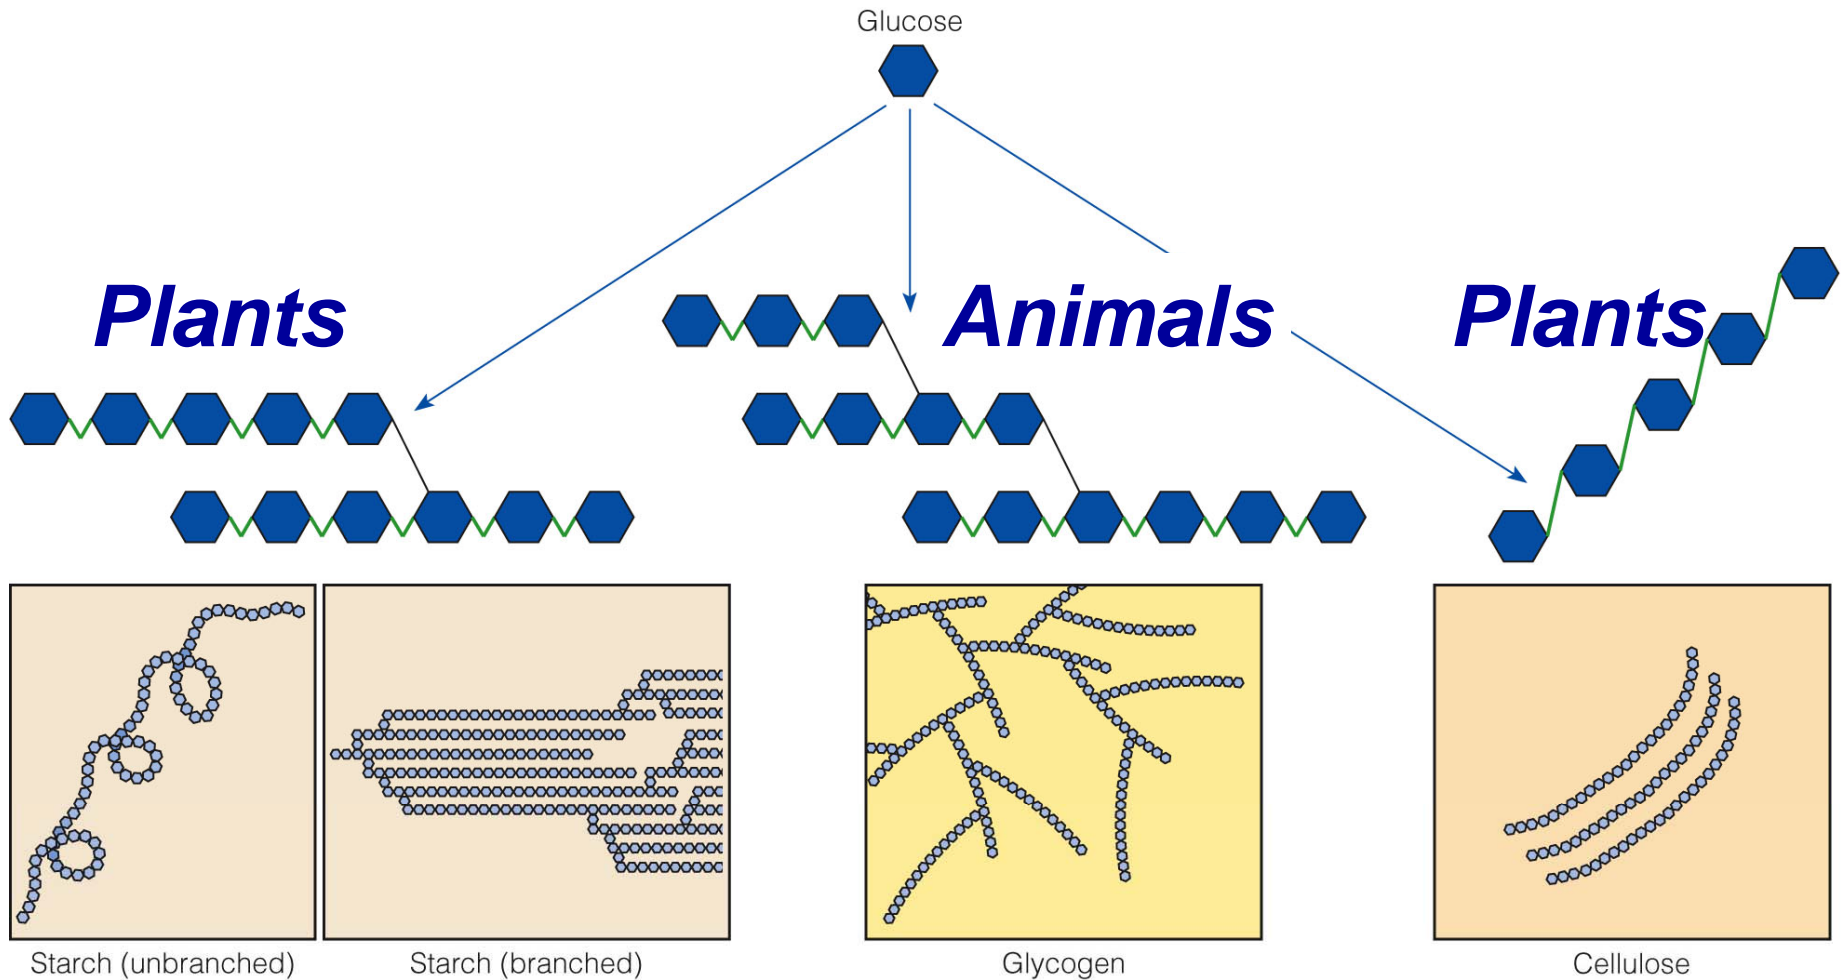 Glucose
Plants
Animals
Plants
Starch (unbranched)
Starch (branched)
Glycogen
Cellulose